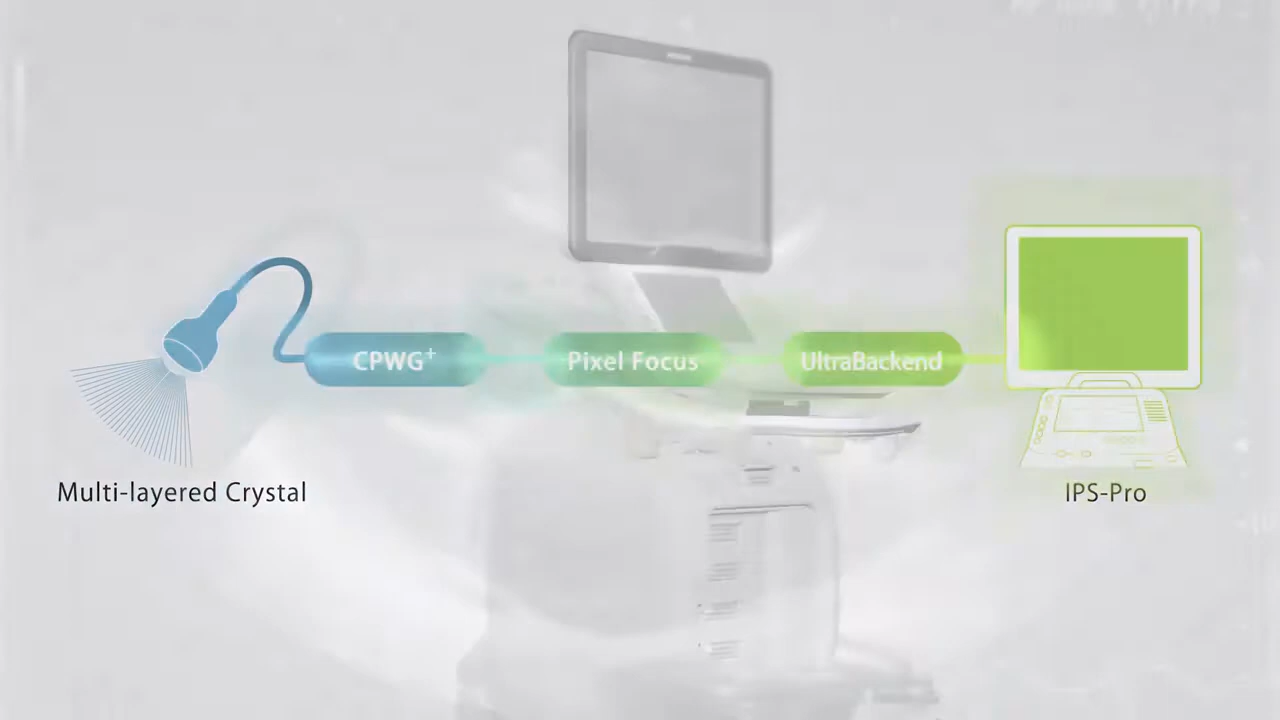 CPWG⁺
Pixel Focus
UltraBackend
Multi-layered Crystal
IPS-Pro